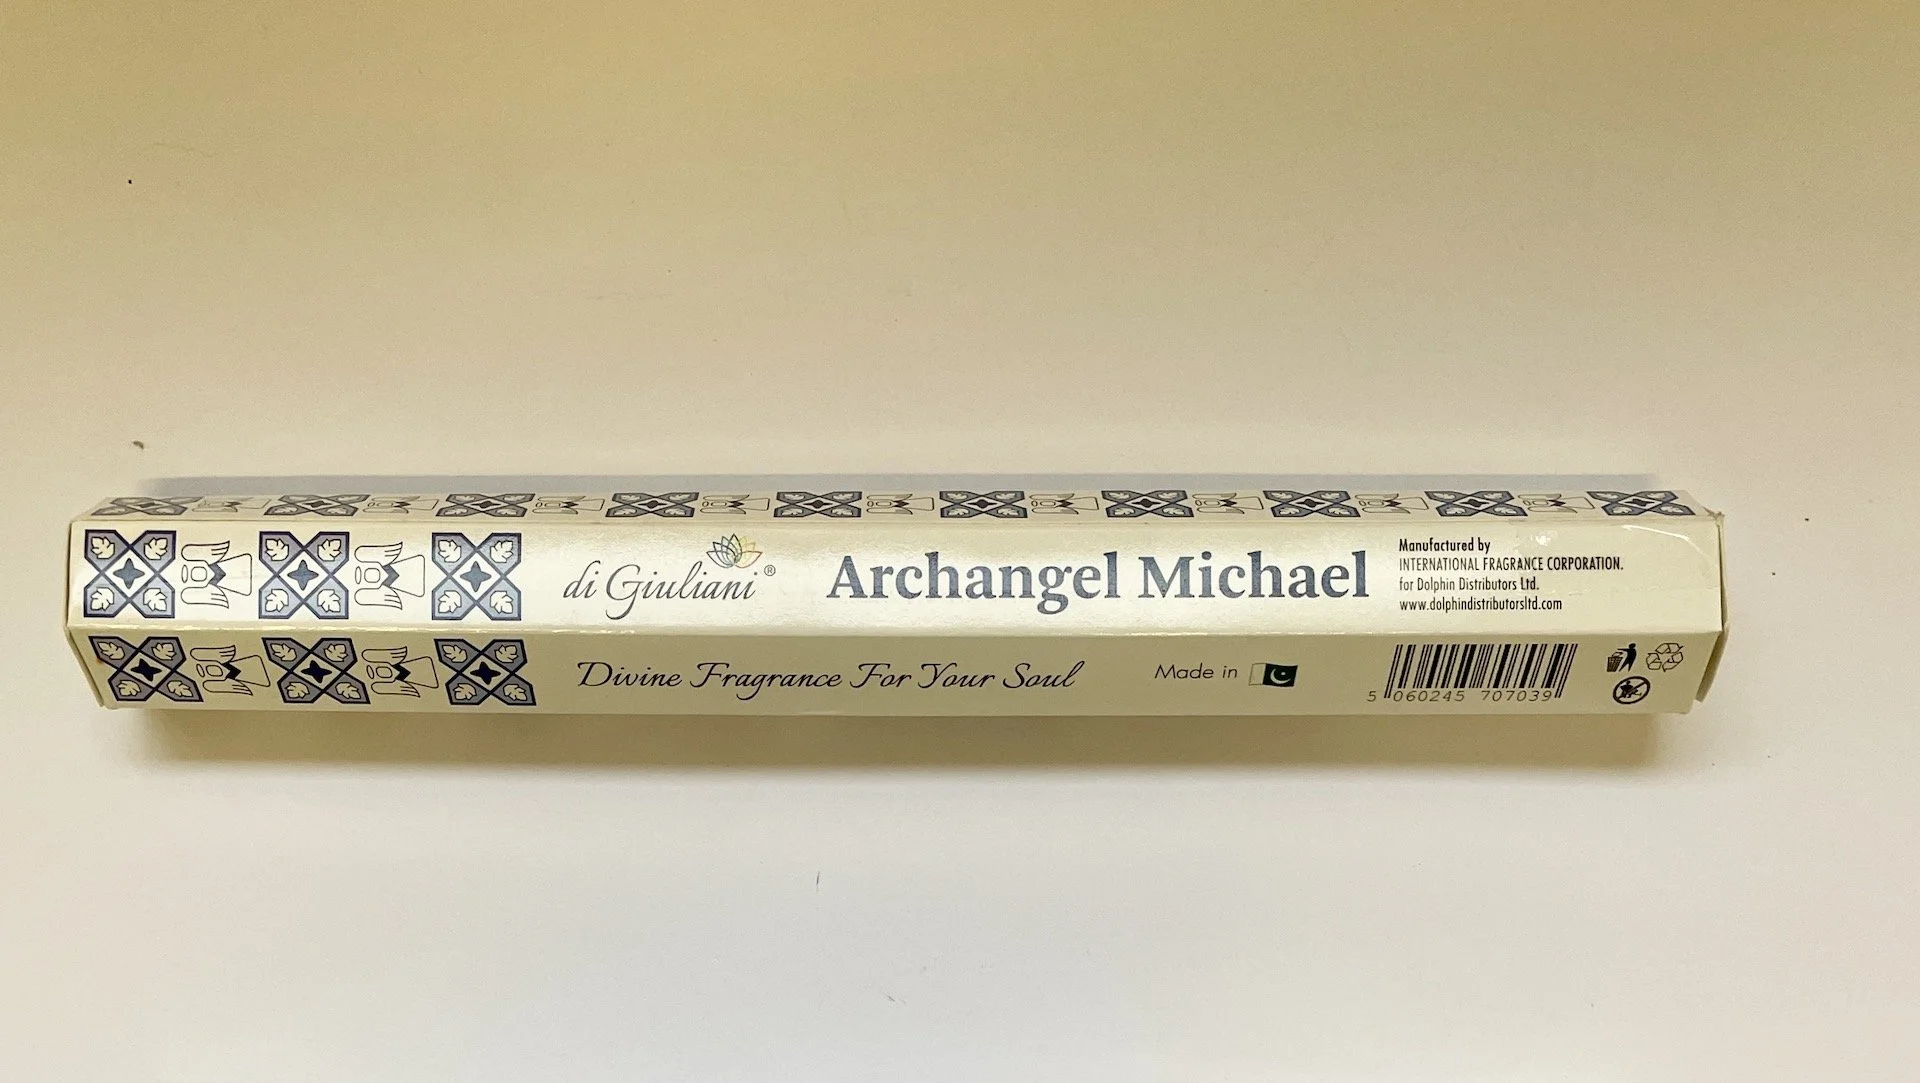 di Giuliani®
Archangel Michael
Manufactured by
INTERNATIONAL FRAGRANCE CORPORATION.
for Dolphin Distributors Ltd.
www.dolphindistributorsltd.com
Divine Fragrance For Your Soul
Made in
5 060245 707039